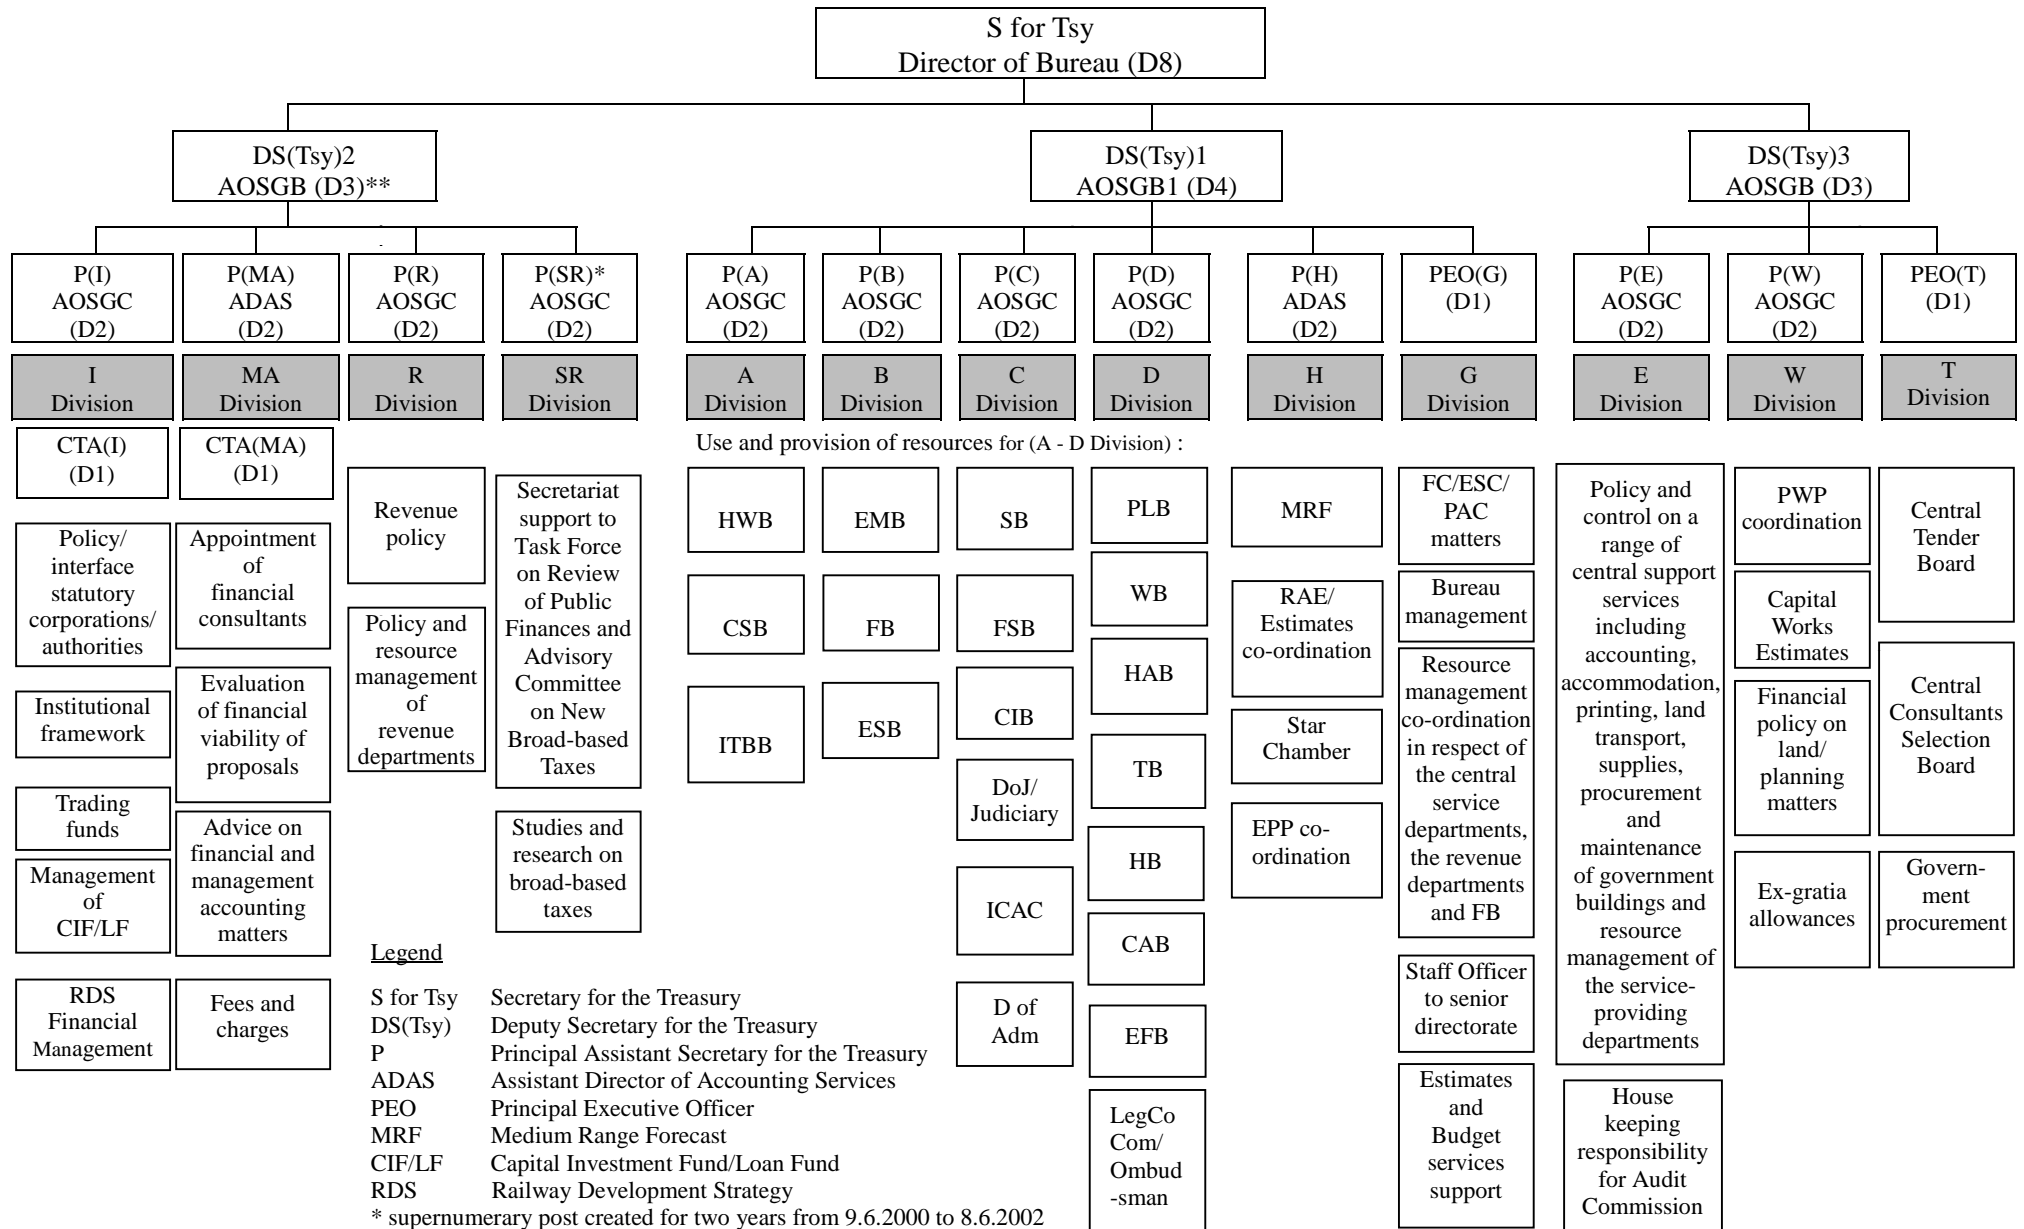 S for Tsy
Director of Bureau (D8)
DS(Tsy)2
AOSGB (D3)**
DS(Tsy)1
AOSGB1 (D4)
DS(Tsy)3
AOSGB (D3)
P(I)
AOSGC
(D2)
P(MA)
ADAS
(D2)
P(R)
AOSGC
(D2)
P(SR)*
AOSGC
(D2)
P(A)
AOSGC
(D2)
P(B)
AOSGC
(D2)
P(C)
AOSGC
(D2)
P(D)
AOSGC
(D2)
P(H)
ADAS
(D2)
PEO(G)
(D1)
P(E)
AOSGC
(D2)
P(W)
AOSGC
(D2)
PEO(T)
(D1)
I
Division
MA
Division
R
Division
SR
Division
A
Division
B
Division
C
Division
D
Division
H
Division
G
Division
E
Division
W
Division
T
Division
CTA(I)
(D1)
Policy/
interface
statutory
corporations/
authorities
Institutional
framework
Trading
funds
Management
of
CIF/LF
RDS
Financial
Management
CTA(MA)
(D1)
Appointment
of
financial
consultants
Evaluation
of financial
viability of
proposals
Advice on
financial and
management
accounting
matters
Fees and
charges
Revenue
policy
Policy and
resource
management
of
revenue
departments
Secretariat
support to
Task Force
on Review
of Public
Finances and
Advisory
Committee
on New
Broad-based
Taxes
Studies and
research on
broad-based
taxes
Use and provision of resources for (A - D Division) :
HWB
CSB
ITBB
EMB
FB
ESB
SB
FSB
CIB
DoJ/
Judiciary
ICAC
D of
Adm
PLB
WB
HAB
TB
HB
CAB
EFB
LegCo
Com/
Ombud
-sman
MRF
RAE/
Estimates
co-ordination
Star
Chamber
EPP co-
ordination
FC/ESC/
PAC
matters
Bureau
management
Resource
management
co-ordination
in respect of
the central
service
departments,
the revenue
departments
and FB
Staff Officer
to senior
directorate
Estimates
and
Budget
services
support
Policy and
control on a
range of
central support
services
including
accounting,
accommodation,
printing, land
transport,
supplies,
procurement
and
maintenance
of government
buildings and
resource
management of
the service-
providing
departments
House
keeping
responsibility
for Audit
Commission
PWP
coordination
Capital
Works
Estimates
Financial
policy on
land/
planning
matters
Ex-gratia
allowances
Central
Tender
Board
Central
Consultants
Selection
Board
Govern-
ment
procurement
Legend
S for Tsy Secretary for the Treasury
DS(Tsy) Deputy Secretary for the Treasury
P Principal Assistant Secretary for the Treasury
ADAS Assistant Director of Accounting Services
PEO Principal Executive Officer
MRF Medium Range Forecast
CIF/LF Capital Investment Fund/Loan Fund
RDS Railway Development Strategy
* supernumerary post created for two years from 9.6.2000 to 8.6.2002